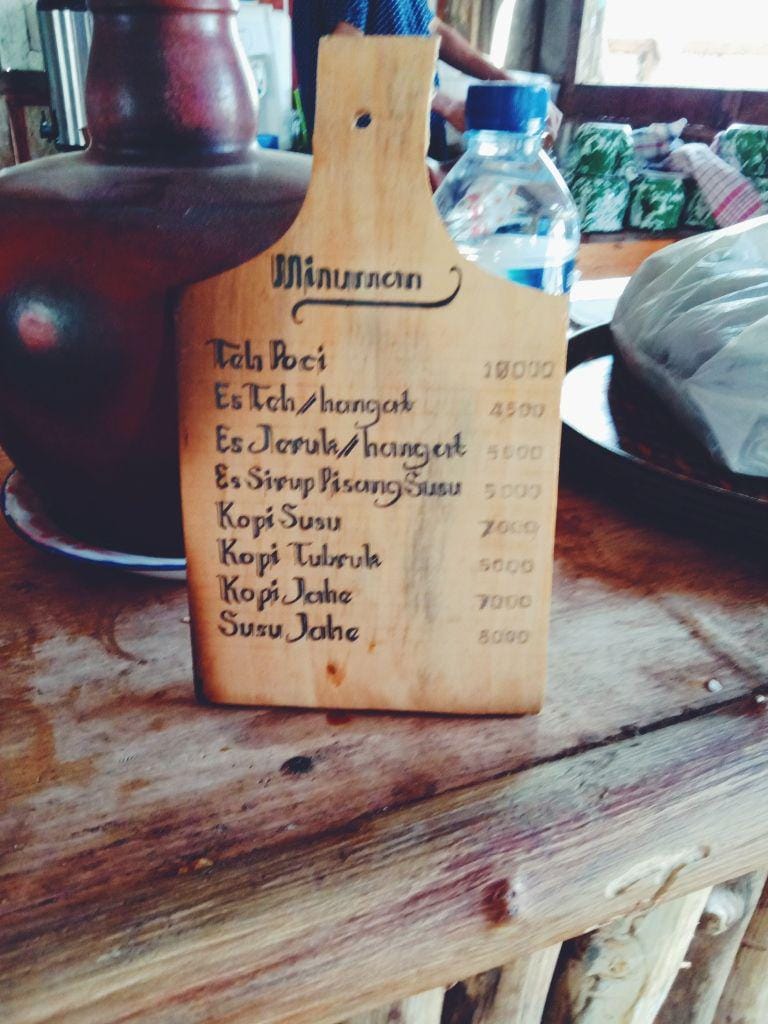 Minuman
Teh Poci 10000
Es Teh/hangat 4500
Es Jeruk/hangat 5000
Es Sirup Pisang Susu 5000
Kopi Susu 7000
Kopi Tubruk 5000
Kopi Jahe 7000
Susu Jahe 8000